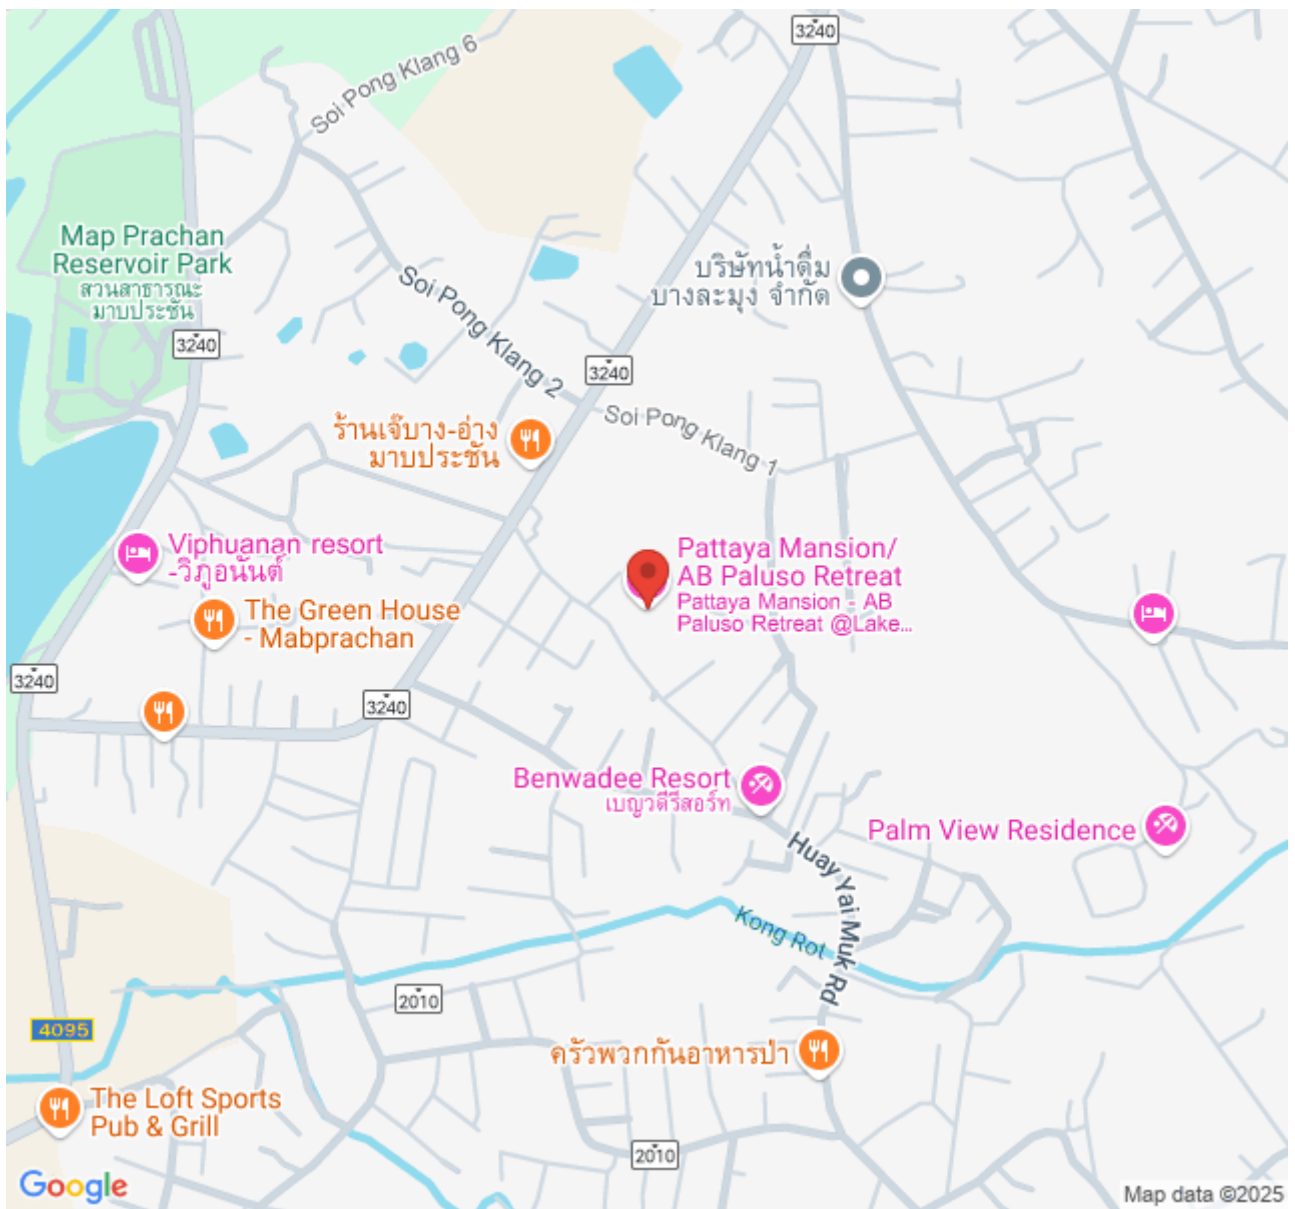 3240
Soi Pong Klang 6
Map Prachan
Reservoir Park
สวนสาธารณะ
มาบประชัน
บริษัทน้ำดื่ม
บางละมุง จำกัด
Soi Pong Klang 2
3240
3240
Soi Pong Klang 1
ร้านเจ๊บาง-อ่าง
มาบประชัน
Viphuanan resort
-วิภูอนันต์
Pattaya Mansion/
AB Paluso Retreat
Pattaya Mansion - AB
Paluso Retreat @Lake...
The Green House
- Mabprachan
3240
3240
Benwadee Resort
เบญวดีรีสอร์ท
Palm View Residence
Huay Yai Muk Rd
Kong Rot
2010
4095
ครัวพวกกันอาหารป่า
The Loft Sports
Pub & Grill
2010
Google
Map data ©2025